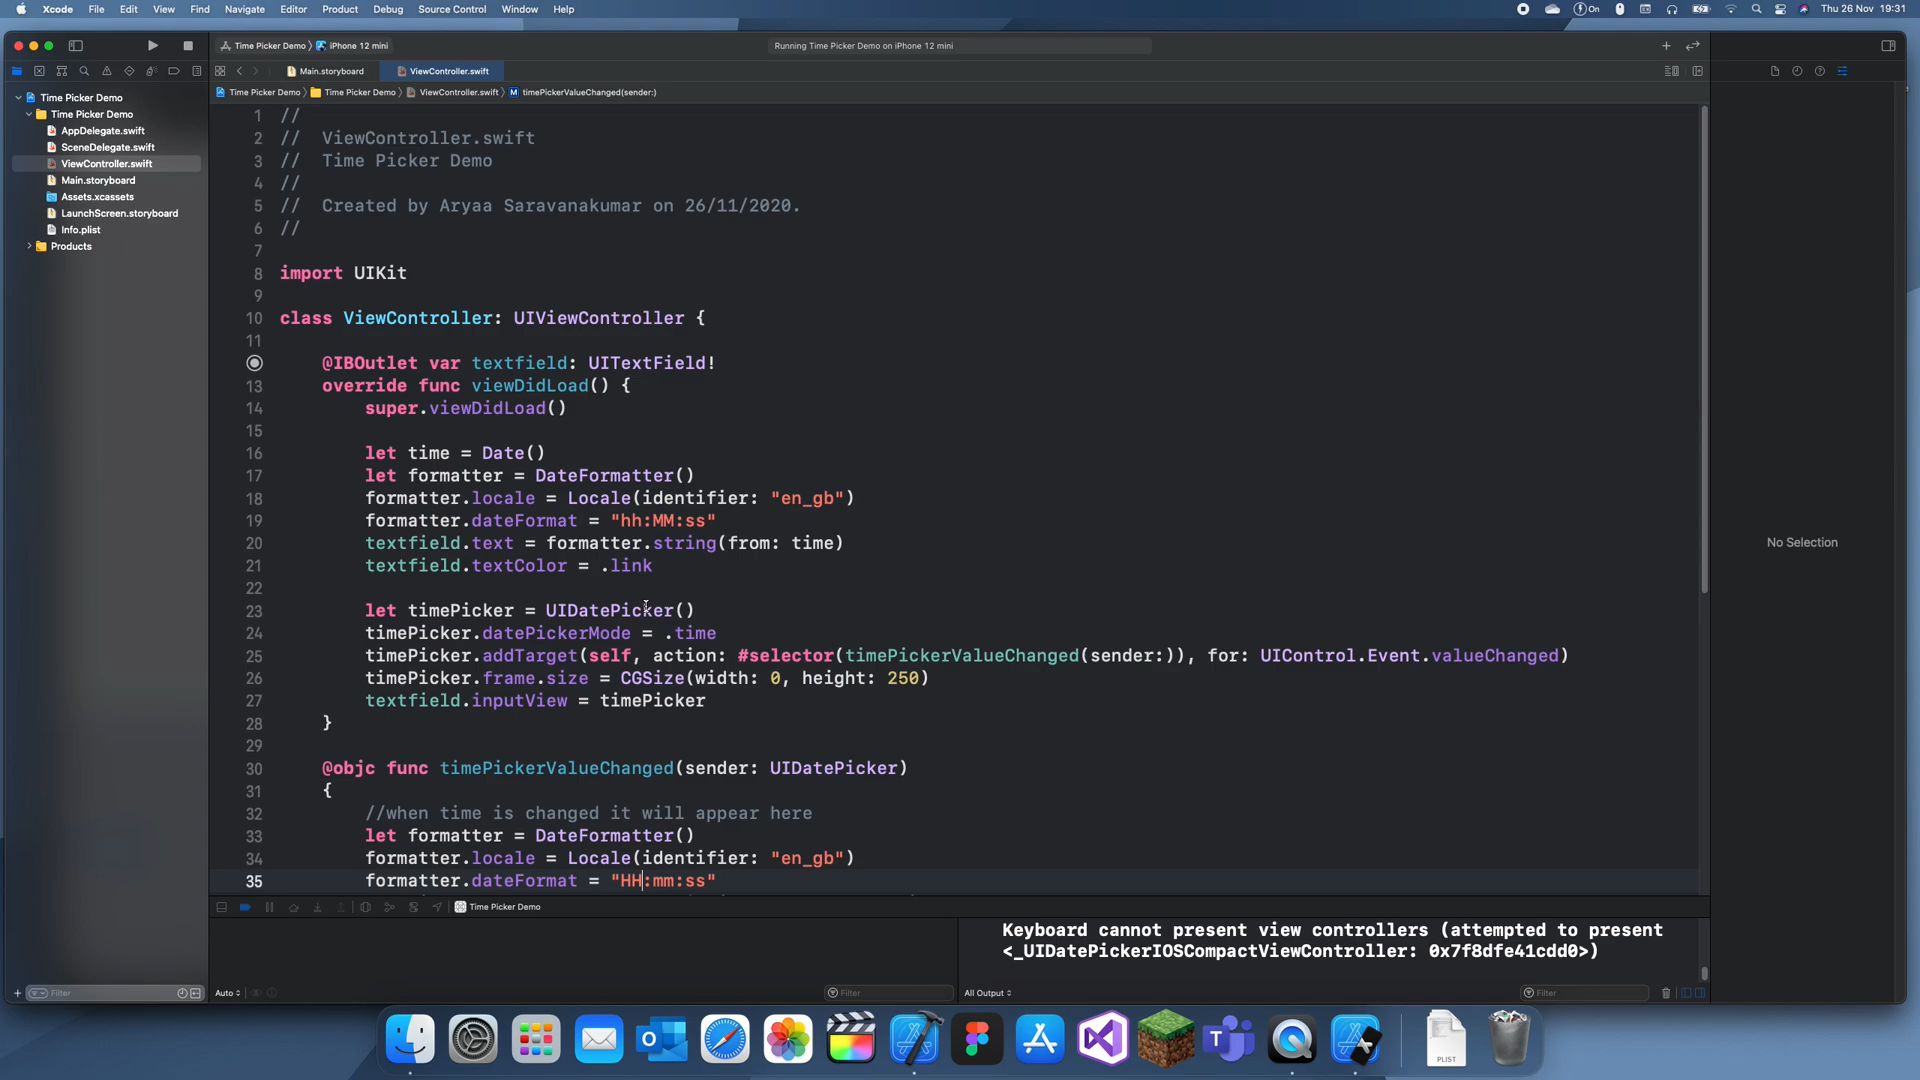 Xcode File Edit View Find Navigate Editor Product Debug Source Control Window Help On Thu 26 Nov 19:31
Time Picker Demo iPhone 12 mini Running Time Picker Demo on iPhone 12 mini
Main.storyboard ViewController.swift
Time Picker Demo Time Picker Demo ViewController.swift M timePickerValueChanged(sender:)
Time Picker Demo
Time Picker Demo
AppDelegate.swift
SceneDelegate.swift
ViewController.swift
Main.storyboard
Assets.xcassets
LaunchScreen.storyboard
Info.plist
Products
1 //
2 // ViewController.swift
3 // Time Picker Demo
4 //
5 // Created by Aryaa Saravanakumar on 26/11/2020.
6 //
7
8 import UIKit
9
10 class ViewController: UIViewController {
11
@IBOutlet var textfield: UITextField!
13 override func viewDidLoad() {
14 super.viewDidLoad()
15
16 let time = Date()
17 let formatter = DateFormatter()
18 formatter.locale = Locale(identifier: "en_gb")
19 formatter.dateFormat = "hh:MM:ss"
20 textfield.text = formatter.string(from: time)
21 textfield.textColor = .link
22
23 let timePicker = UIDatePicker()
24 timePicker.datePickerMode = .time
25 timePicker.addTarget(self, action: #selector(timePickerValueChanged(sender:)), for: UIControl.Event.valueChanged)
26 timePicker.frame.size = CGSize(width: 0, height: 250)
27 textfield.inputView = timePicker
28 }
29
30 @objc func timePickerValueChanged(sender: UIDatePicker)
31 {
32 //when time is changed it will appear here
33 let formatter = DateFormatter()
34 formatter.locale = Locale(identifier: "en_gb")
35 formatter.dateFormat = "HH:mm:ss"
No Selection
Time Picker Demo
Keyboard cannot present view controllers (attempted to present
<_UIDatePickerIOSCompactViewController: 0x7f8dfe41cdd0>)
Filter Auto Filter All Output Filter
PLIST